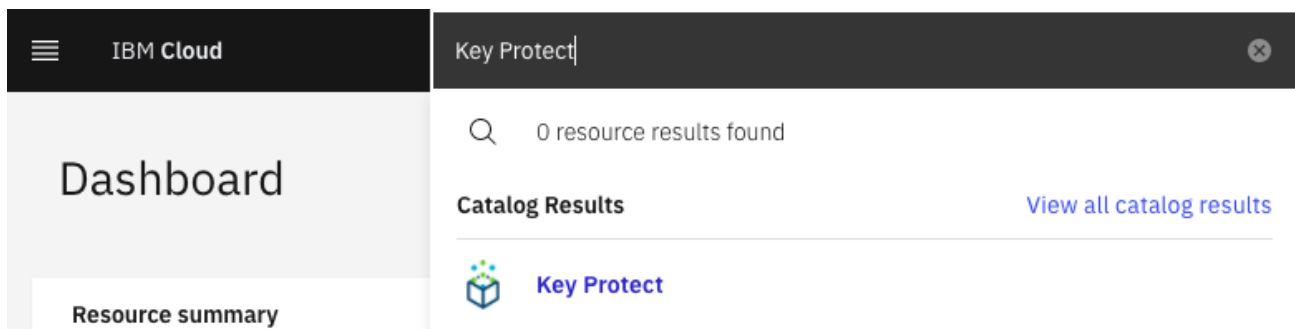 IBM Cloud
Key Protect
0 resource results found
Dashboard
Catalog Results
View all catalog results
Key Protect
Resource summary